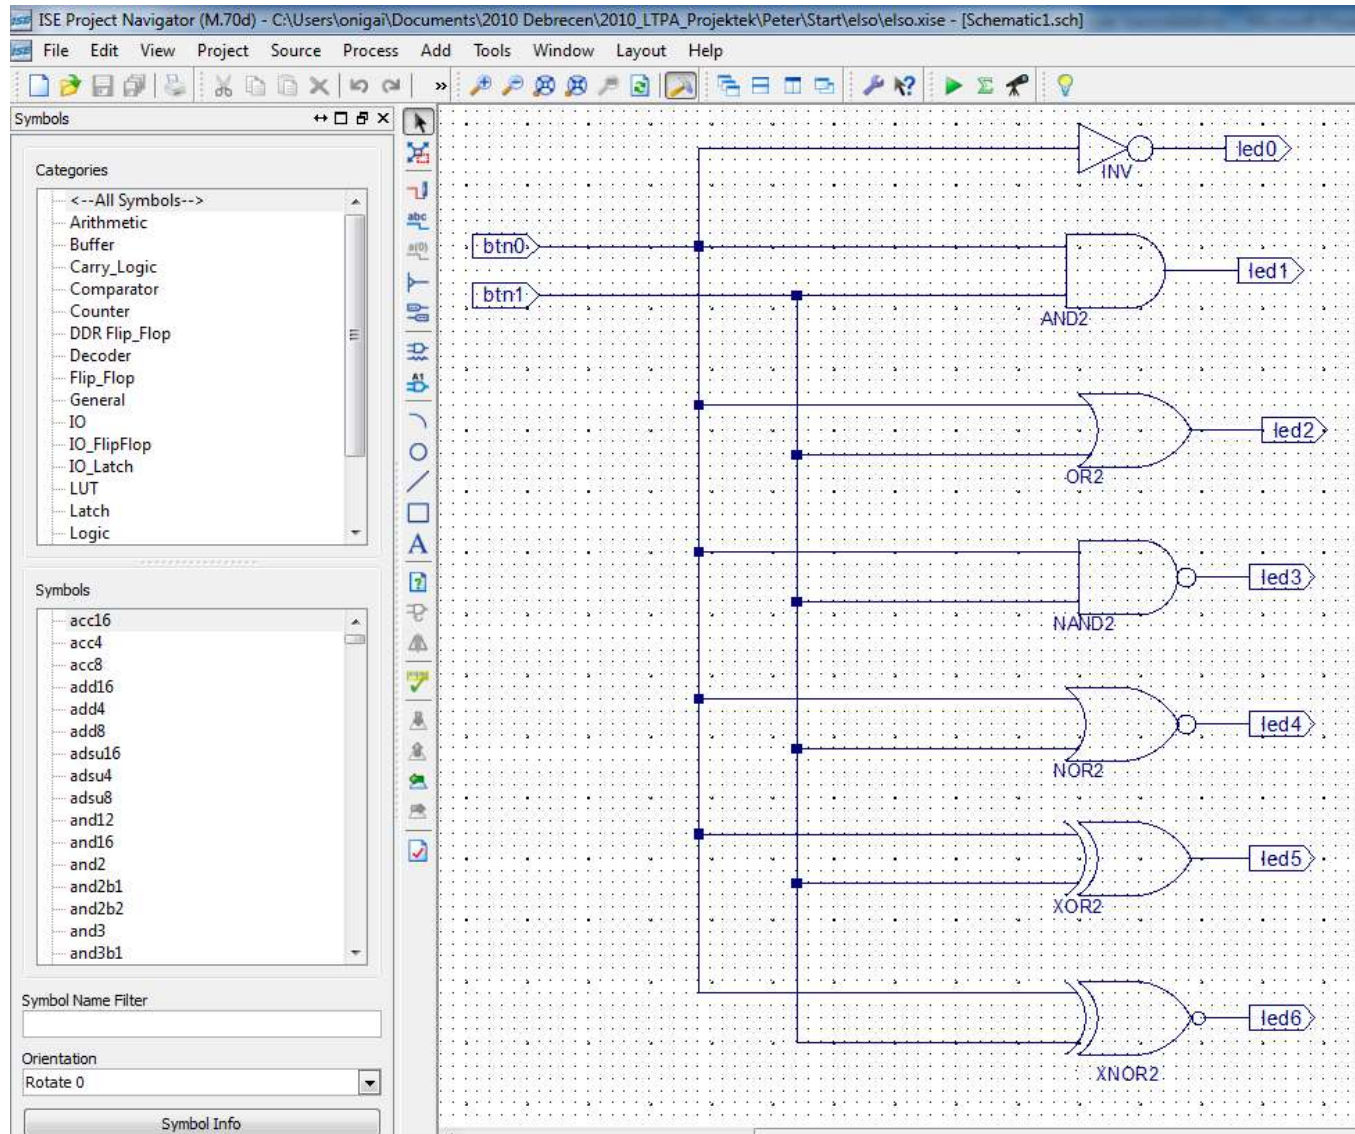 ISE Project Navigator (M.70d) - C:\Users\onigai\Documents\2010 Debrecen\2010_LTPA_Projektek\Peter\Start\elso\elso.xise - [Schematic1.sch]
File Edit View Project Source Process Add Tools Window Layout Help
Symbols
Categories
<--All Symbols-->
Arithmetic
Buffer
Carry_Logic
Comparator
Counter
DDR Flip_Flop
Decoder
Flip_Flop
General
IO
IO_FlipFlop
IO_Latch
LUT
Latch
Logic
Symbols
acc16
acc4
acc8
add16
add4
add8
adsu16
adsu4
adsu8
and12
and16
and2
and2b1
and2b2
and3
and3b1
Symbol Name Filter
Orientation
Rotate 0
Symbol Info
abc
A1
A
btn0
btn1
INV
led0
AND2
led1
OR2
led2
NAND2
led3
NOR2
led4
XOR2
led5
XNOR2
led6